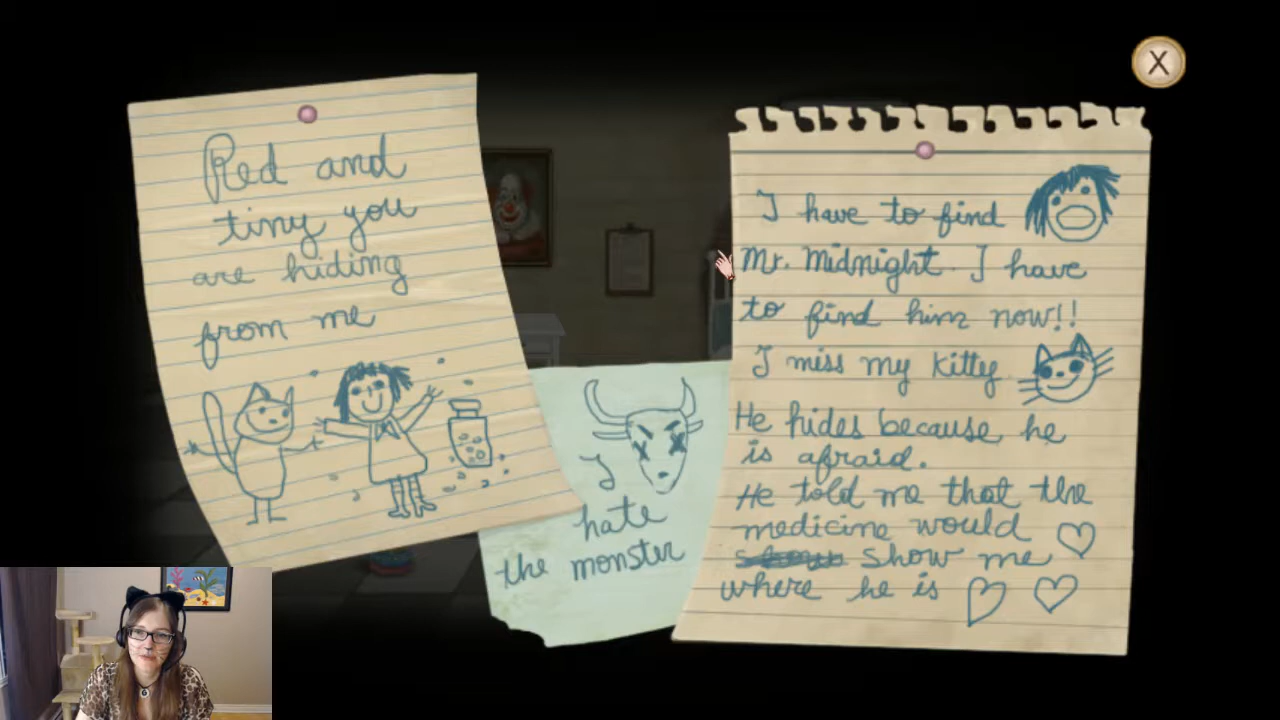 Red and
tiny you
are hiding
from me
I
hate
the monster
I have to find
Mr. Midnight. I have
to find him now!!
I miss my Kitty
He hides because he
is afraid.
He told me that the
medicine would
show me
where he is
X